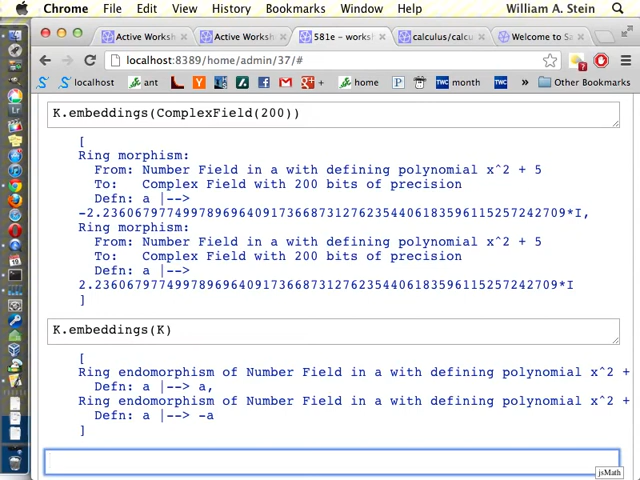 Chrome File Edit View History Bookmarks Window Help William A. Stein
Active Worksh
Active Worksh
581e – worksh
calculus/calcu
Welcome to Sa
localhost:8389/home/admin/37/#
S localhost ant G g+ home P TWC month TWC » Other Bookmarks
K.embeddings(ComplexField(200))
[
Ring morphism:
From: Number Field in a with defining polynomial x^2 + 5
To: Complex Field with 200 bits of precision
Defn: a |-->
-2.2360679774997896964091736687312762354406183596115257242709*I,
Ring morphism:
From: Number Field in a with defining polynomial x^2 + 5
To: Complex Field with 200 bits of precision
Defn: a |-->
2.2360679774997896964091736687312762354406183596115257242709*I
]
K.embeddings(K)
[
Ring endomorphism of Number Field in a with defining polynomial x^2 +
Defn: a |--> a,
Ring endomorphism of Number Field in a with defining polynomial x^2 +
Defn: a |--> -a
]
jsMath